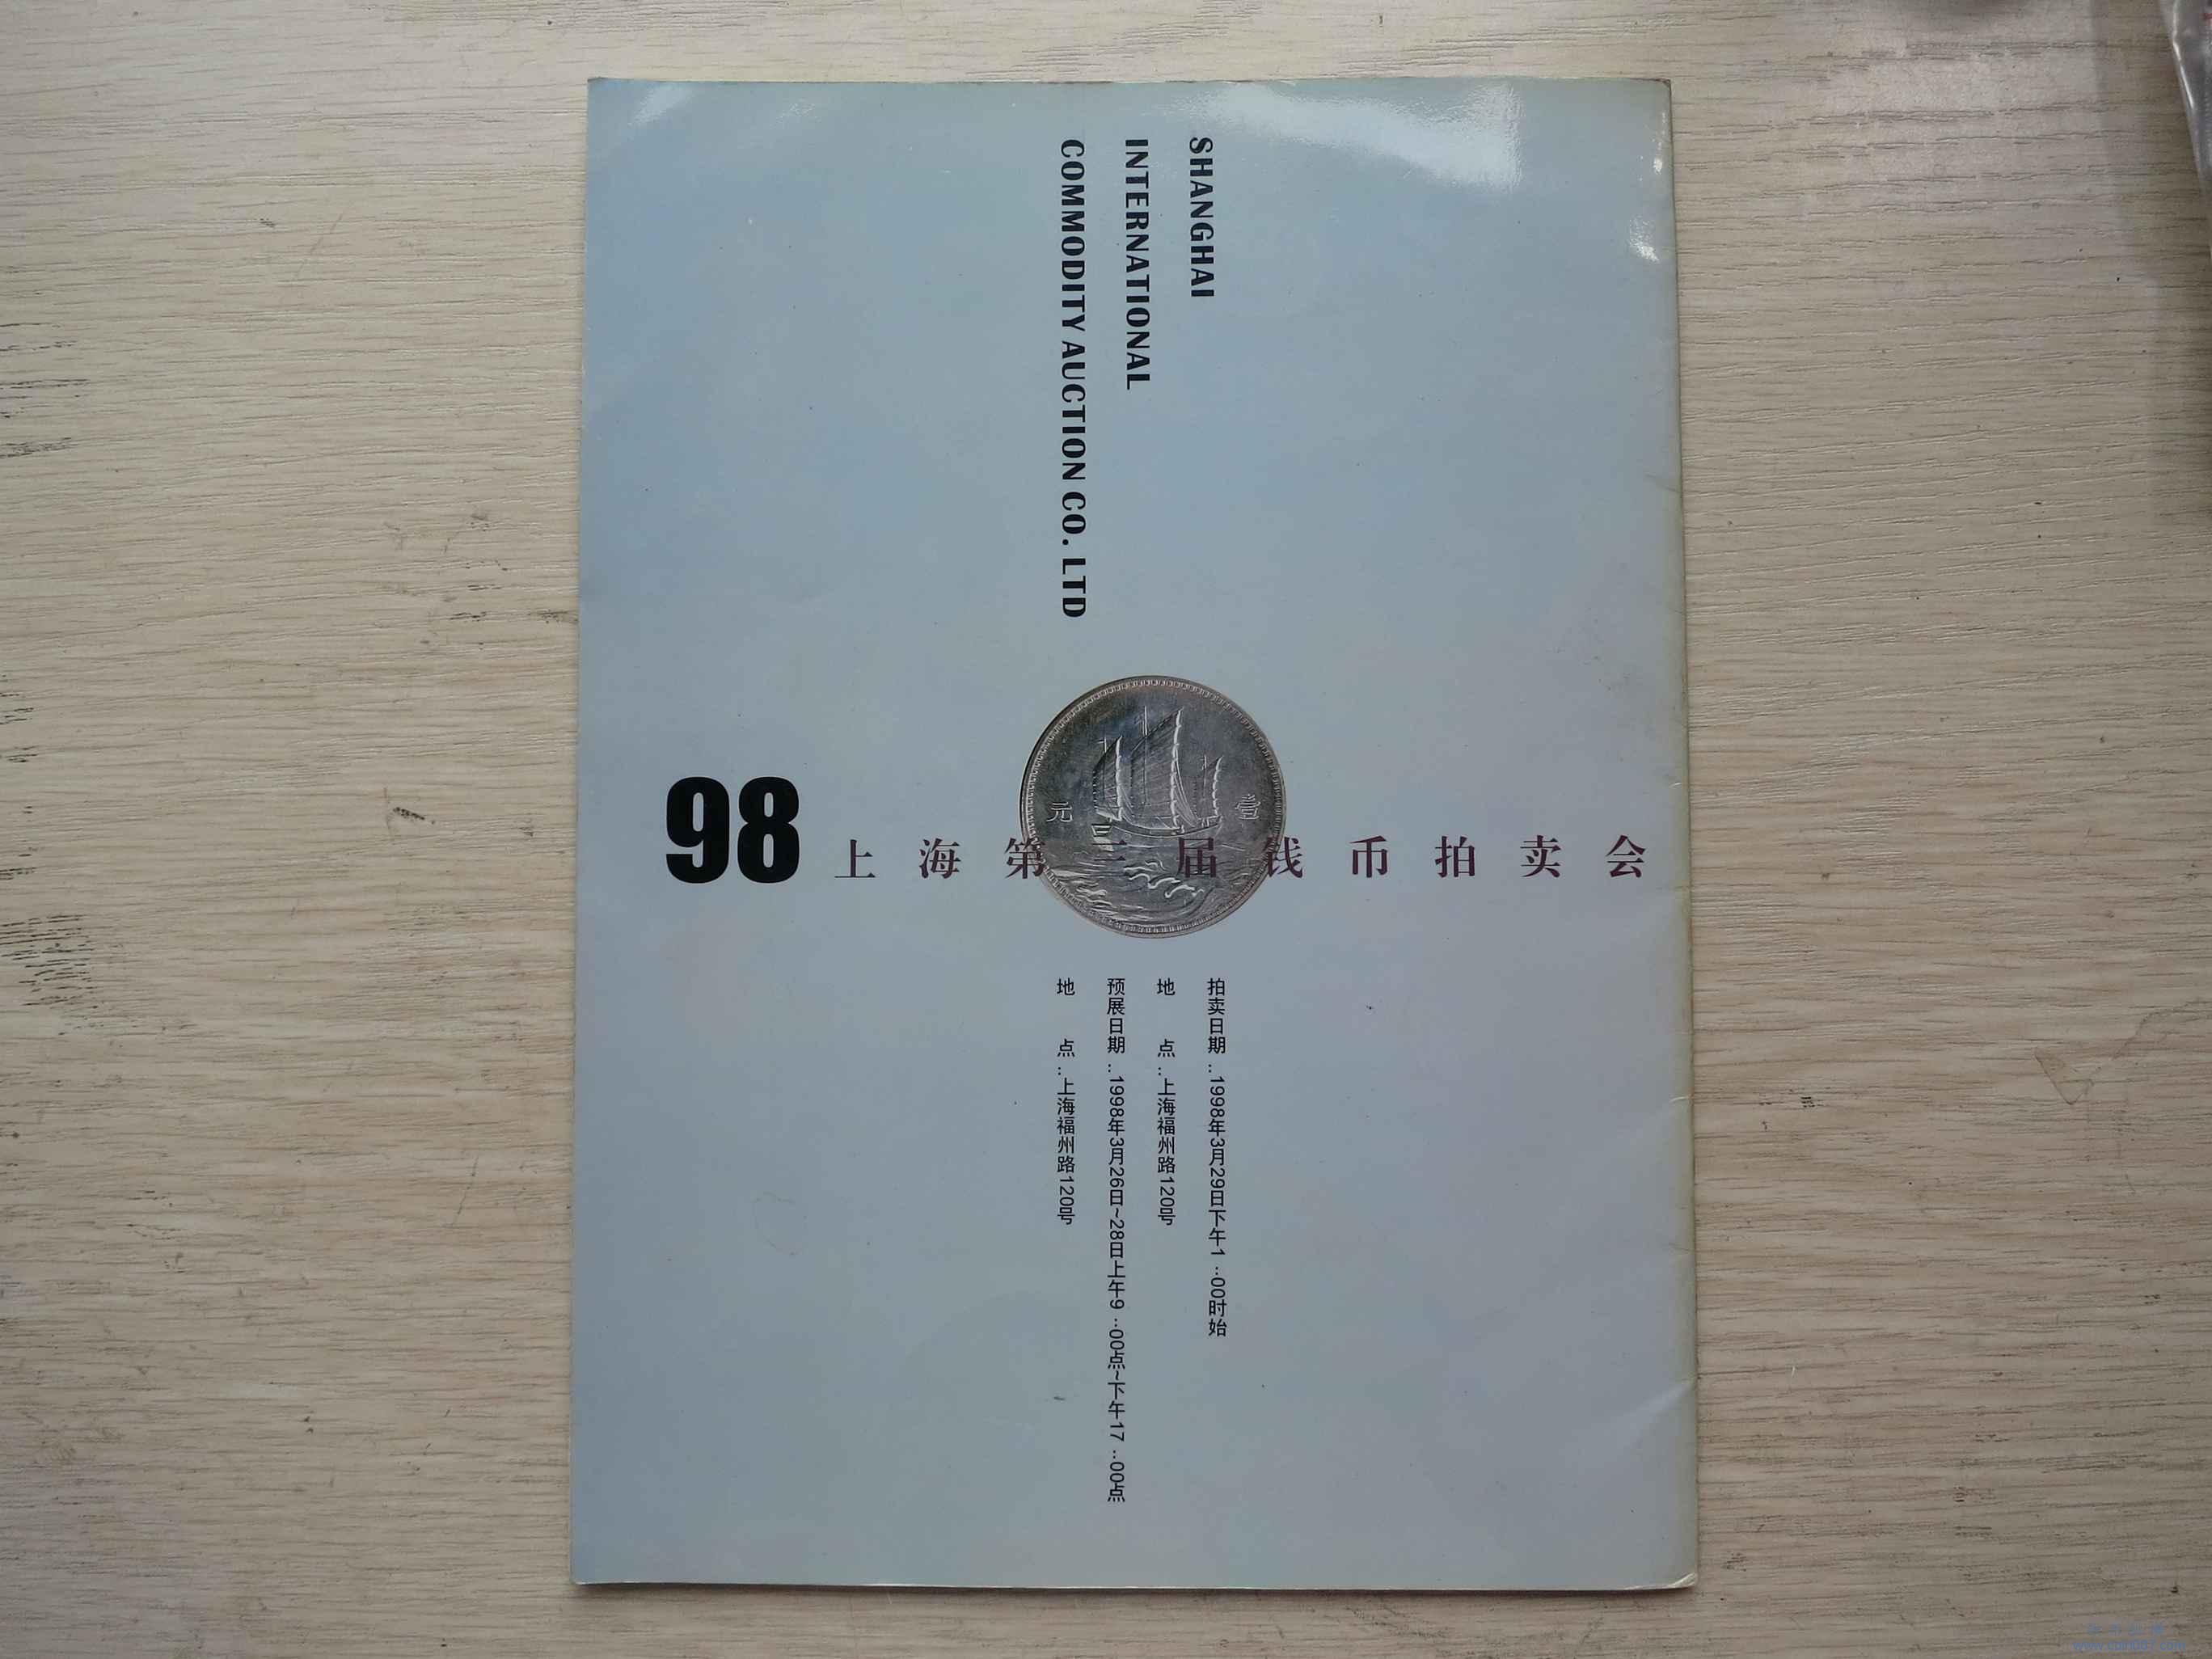 SHANGHAI
INTERNATIONAL
COMMODITY AUCTION CO. LTD
元 壹
98 上海第三届钱币拍卖会
拍卖日期:1998年3月29日下午1:00时始
地 点:上海福州路120号
预展日期:1998年3月26日~28日上午9:00点~下午17:00点
地 点:上海福州路120号